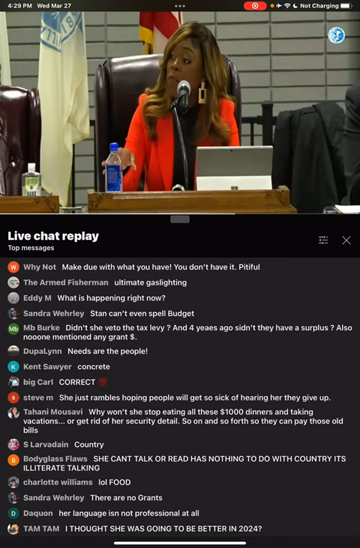 4:29 PM Wed Mar 27
Not Charging
Live chat replay
Top messages
Why Not Make due with what you have! You don't have it. Pitiful
The Armed Fisherman ultimate gaslighting
Eddy M What is happening right now?
Sandra Wehrley Stan can't even spell Budget
Mb Burke Didn't she veto the tax levy ? And 4 yeaes ago sidn't they have a surplus ? Also
nooone mentioned any grant $.
DupaLynn Needs are the people!
Kent Sawyer concrete
big Carl CORRECT 💯
steve m She just rambles hoping people will get so sick of hearing her they give up.
Tahani Mousavi Why won't she stop eating all these $1000 dinners and taking
vacations... or get rid of her security detail. So on and so forth so they can pay those old
bills
S Larvadain Country
Bodyglass Flaws SHE CANT TALK OR READ HAS NOTHING TO DO WITH COUNTRY ITS
ILLITERATE TALKING
charlotte williams lol FOOD
Sandra Wehrley There are no Grants
Daquon her language isn not professional at all
TAM TAM I THOUGHT SHE WAS GOING TO BE BETTER IN 2024?